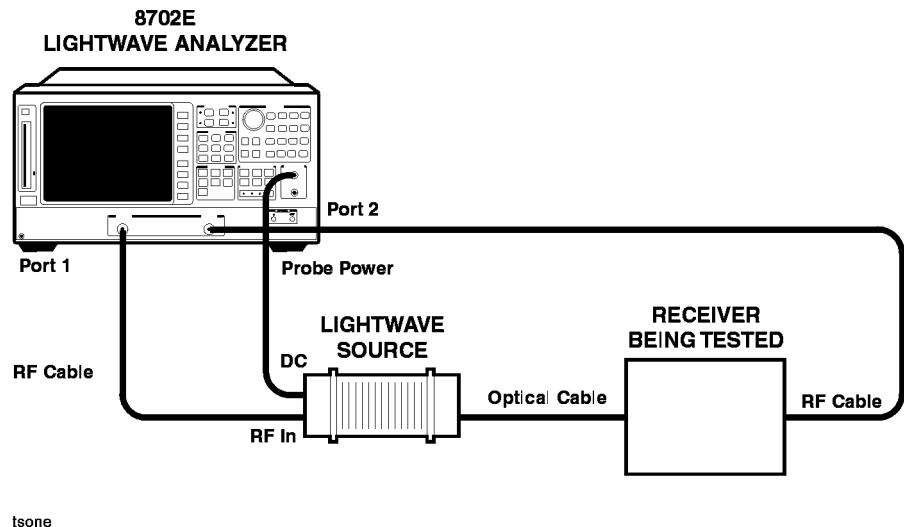 8702E
LIGHTWAVE ANALYZER
Port 2
Port 1
Probe Power
LIGHTWAVE
SOURCE
RECEIVER
BEING TESTED
DC
RF Cable
Optical Cable
RF Cable
RF In
tsone